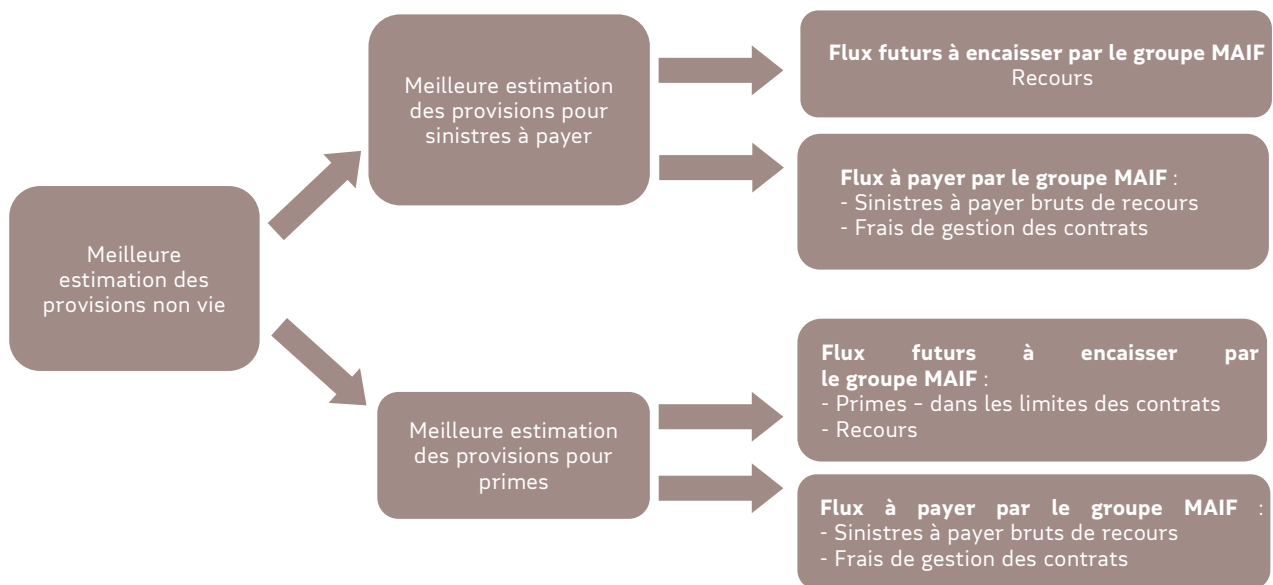 Meilleure
estimation des
provisions non vie
Meilleure estimation
des provisions pour
sinistres à payer
Flux futurs à encaisser par le groupe MAIF
Recours
Flux à payer par le groupe MAIF :
- Sinistres à payer bruts de recours
- Frais de gestion des contrats
Meilleure estimation
des provisions pour
primes
Flux futurs à encaisser par
le groupe MAIF :
- Primes – dans les limites des contrats
- Recours
Flux à payer par le groupe MAIF :
- Sinistres à payer bruts de recours
- Frais de gestion des contrats